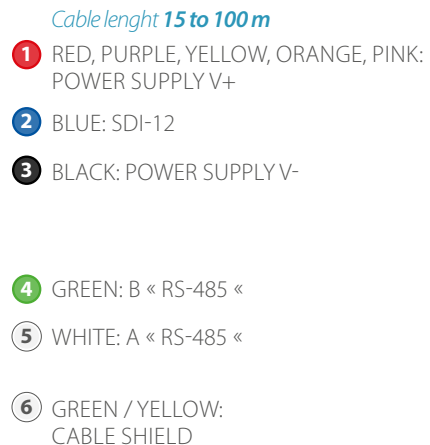 Cable lenght 15 to 100 m
1 RED, PURPLE, YELLOW, ORANGE, PINK:
POWER SUPPLY V+
2 BLUE: SDI-12
3 BLACK: POWER SUPPLY V-
4 GREEN: B « RS-485 «
5 WHITE: A « RS-485 «
6 GREEN / YELLOW:
CABLE SHIELD